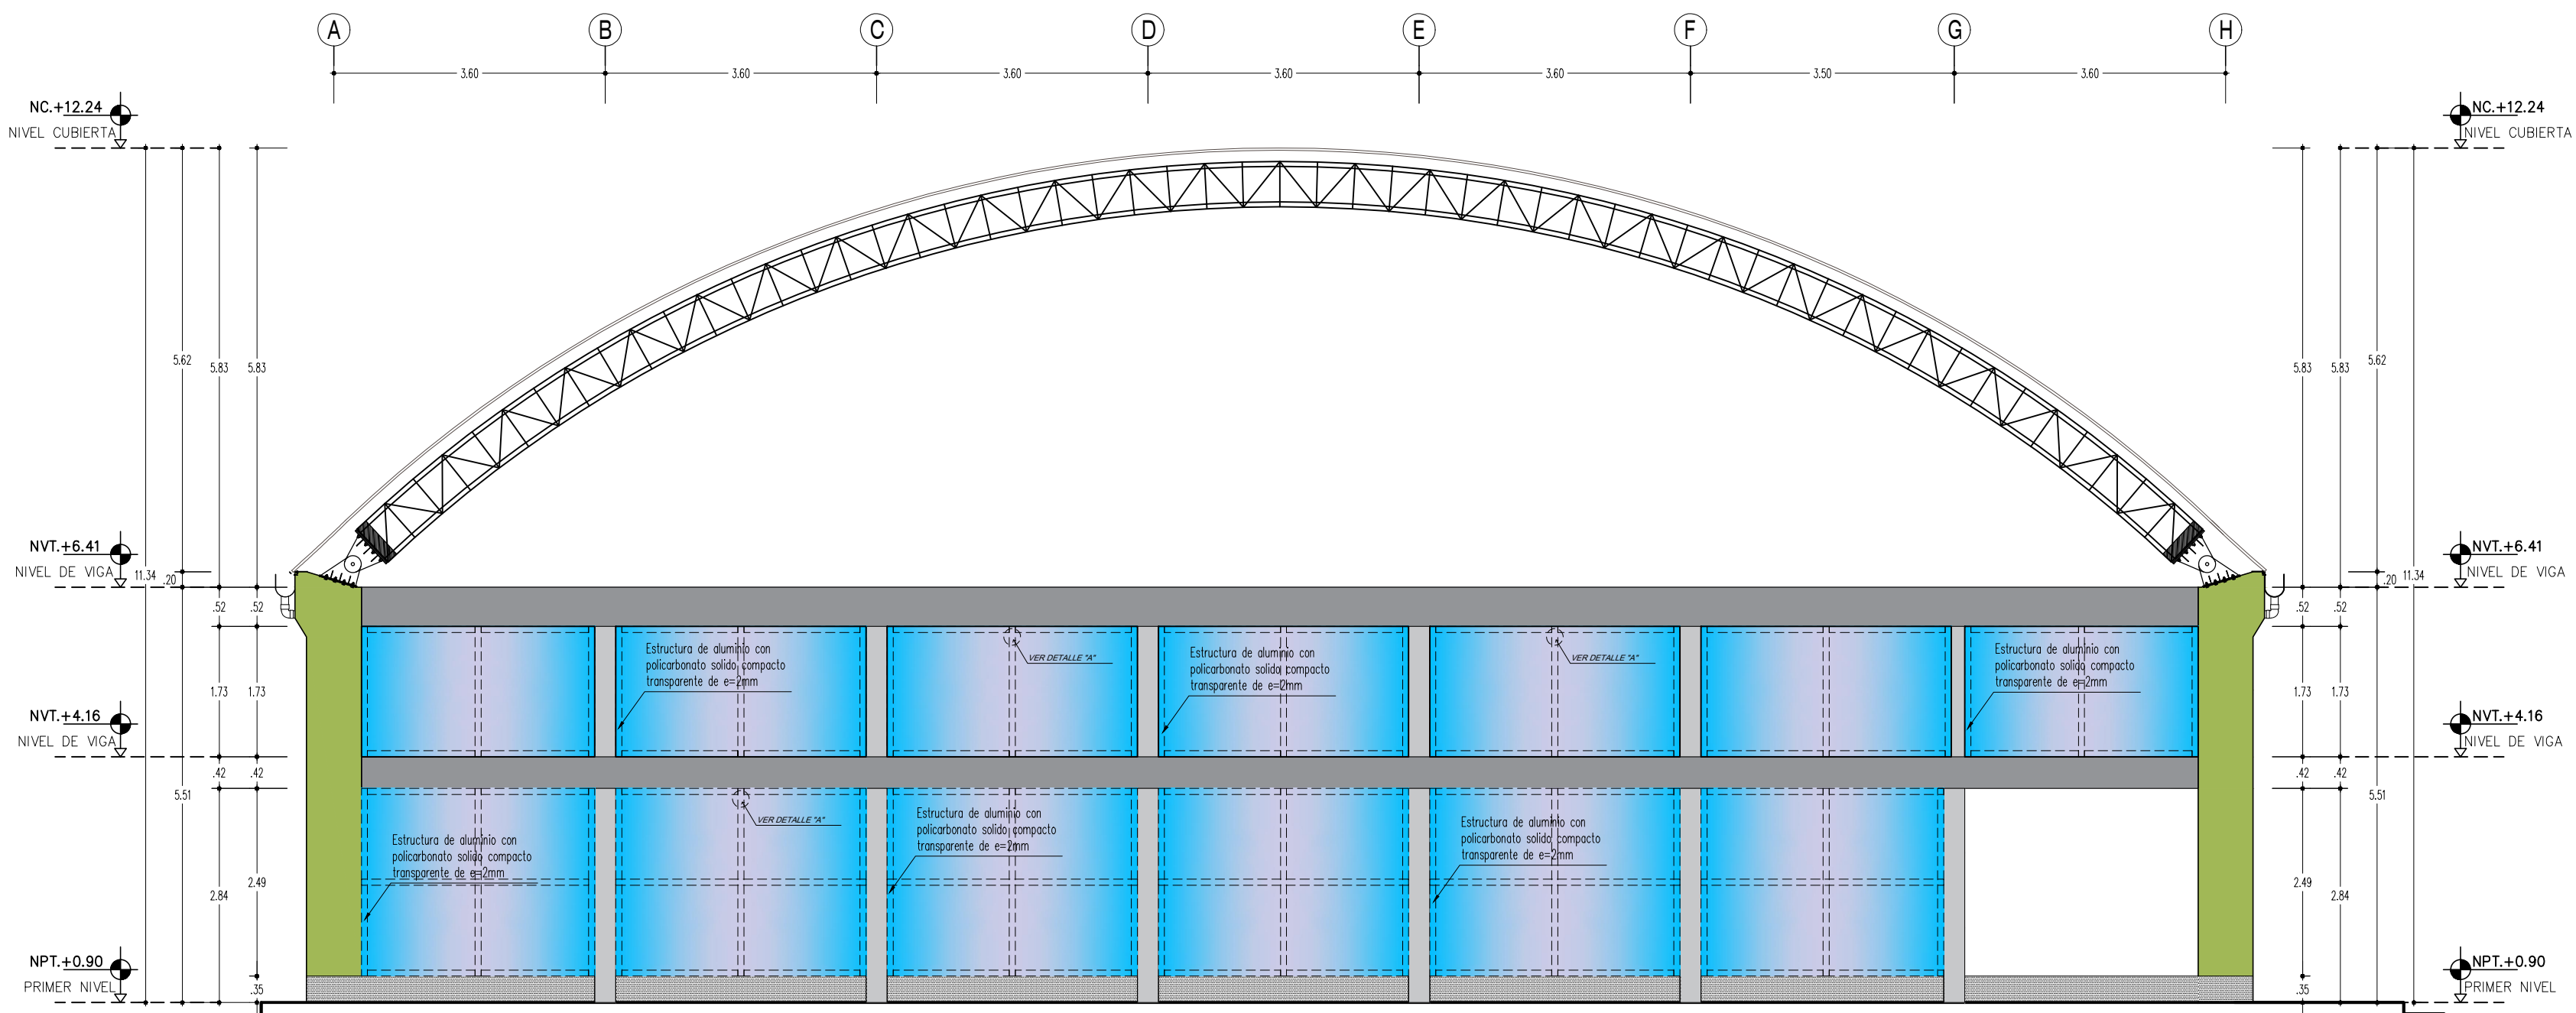 A B C D E F G H
3.60 3.60 3.60 3.60 3.60 3.50 3.60
NC.+12.24
NIVEL CUBIERTA
NC.+12.24
NIVEL CUBIERTA
5.62 5.83 5.83
5.83 5.83 5.62
NVT.+6.41
NIVEL DE VIGA
11.34 .20
NVT.+6.41
NIVEL DE VIGA
.20 11.34
.52 .52
.52 .52
Estructura de aluminio con
policarbonato solido compacto
transparente de e=2mm
VER DETALLE "A"
Estructura de aluminio con
policarbonato solido compacto
transparente de e=2mm
VER DETALLE "A"
Estructura de aluminio con
policarbonato solido compacto
transparente de e=2mm
1.73 1.73
1.73 1.73
NVT.+4.16
NIVEL DE VIGA
NVT.+4.16
NIVEL DE VIGA
.42 .42
.42 .42
5.51
5.51
Estructura de aluminio con
policarbonato solido compacto
transparente de e=2mm
VER DETALLE "A"
Estructura de aluminio con
policarbonato solido compacto
transparente de e=2mm
Estructura de aluminio con
policarbonato solido compacto
transparente de e=2mm
2.84 2.49
2.49 2.84
NPT.+0.90
PRIMER NIVEL
.35
NPT.+0.90
PRIMER NIVEL
.35